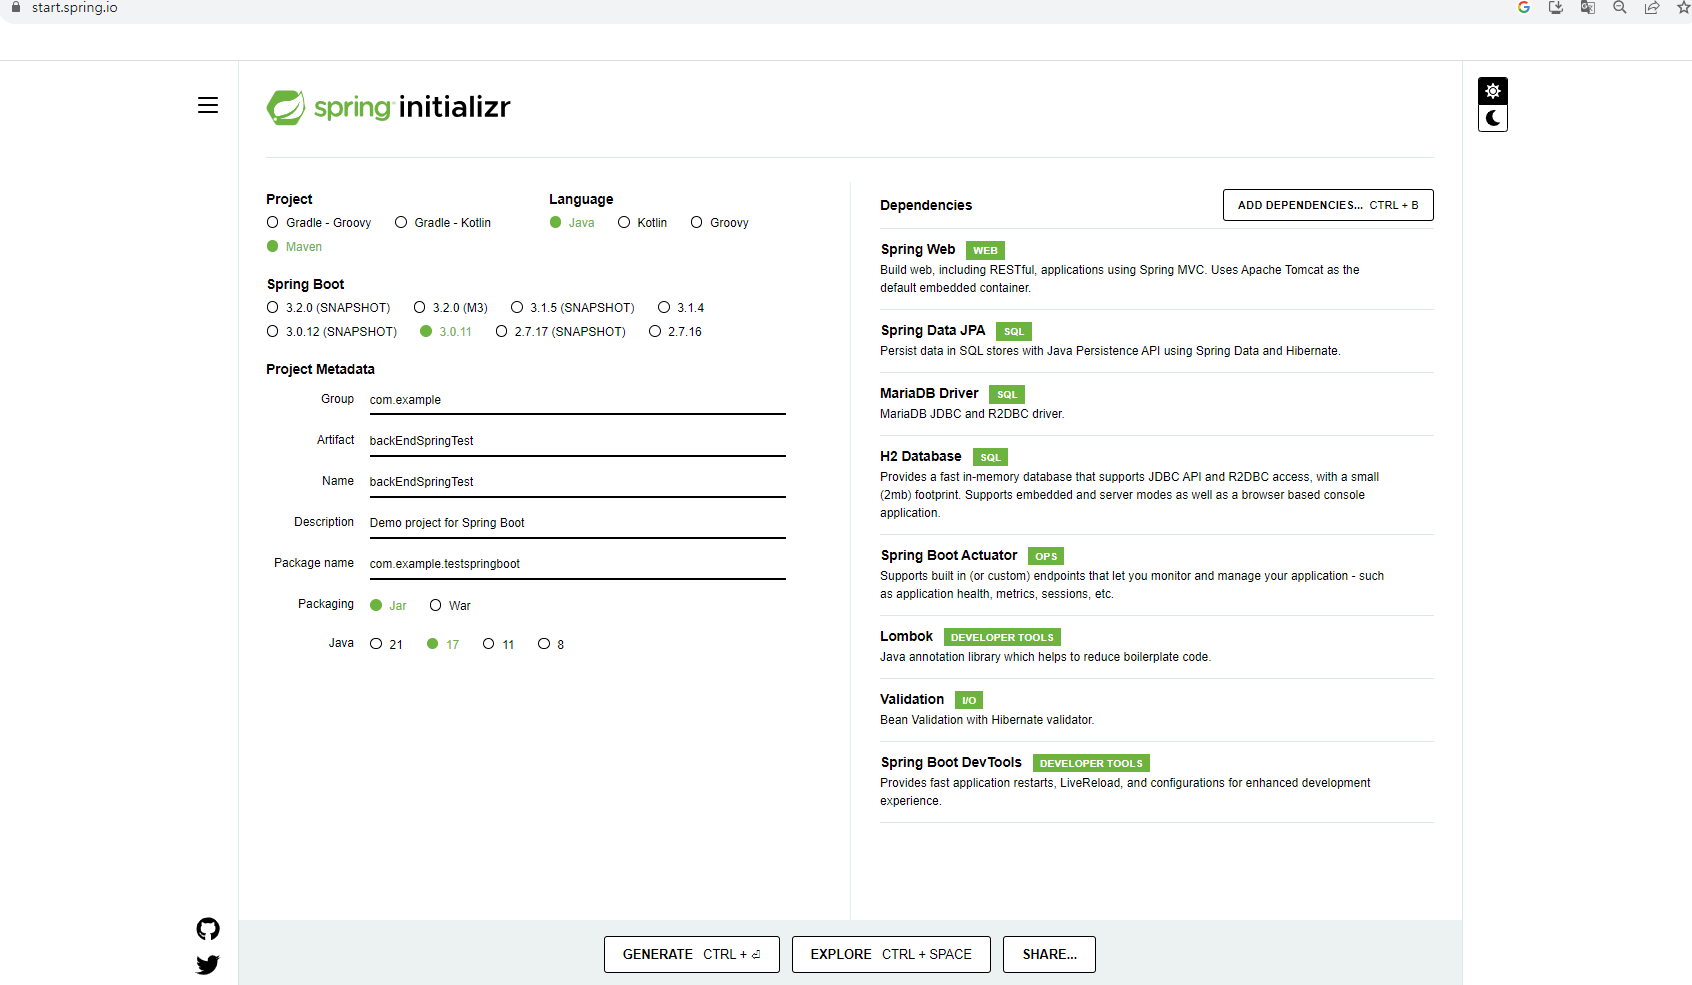 start.spring.io
spring initializr
Project
Gradle - Groovy Gradle - Kotlin
Maven
Language
Java Kotlin Groovy
Spring Boot
3.2.0 (SNAPSHOT) 3.2.0 (M3) 3.1.5 (SNAPSHOT) 3.1.4
3.0.12 (SNAPSHOT) 3.0.11 2.7.17 (SNAPSHOT) 2.7.16
Project Metadata
Group com.example
Artifact backEndSpringTest
Name backEndSpringTest
Description Demo project for Spring Boot
Package name com.example.testspringboot
Packaging Jar War
Java 21 17 11 8
Dependencies ADD DEPENDENCIES... CTRL + B
Spring Web WEB
Build web, including RESTful, applications using Spring MVC. Uses Apache Tomcat as the
default embedded container.
Spring Data JPA SQL
Persist data in SQL stores with Java Persistence API using Spring Data and Hibernate.
MariaDB Driver SQL
MariaDB JDBC and R2DBC driver.
H2 Database SQL
Provides a fast in-memory database that supports JDBC API and R2DBC access, with a small
(2mb) footprint. Supports embedded and server modes as well as a browser based console
application.
Spring Boot Actuator OPS
Supports built in (or custom) endpoints that let you monitor and manage your application - such
as application health, metrics, sessions, etc.
Lombok DEVELOPER TOOLS
Java annotation library which helps to reduce boilerplate code.
Validation I/O
Bean Validation with Hibernate validator.
Spring Boot DevTools DEVELOPER TOOLS
Provides fast application restarts, LiveReload, and configurations for enhanced development
experience.
GENERATE CTRL + ⏎ EXPLORE CTRL + SPACE SHARE...